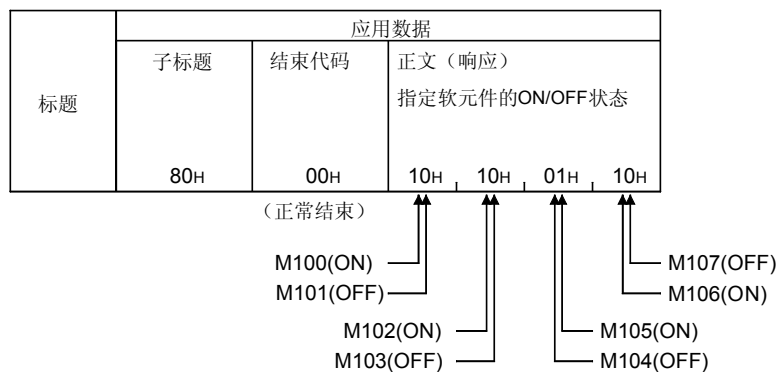 应用数据
标题
子标题
结束代码
正文（响应）
指定软元件的ON/OFF状态
80H
00H
10H
10H
01H
10H
（正常结束）
M100(ON)
M107(OFF)
M101(OFF)
M106(ON)
M102(ON)
M105(ON)
M103(OFF)
M104(OFF)